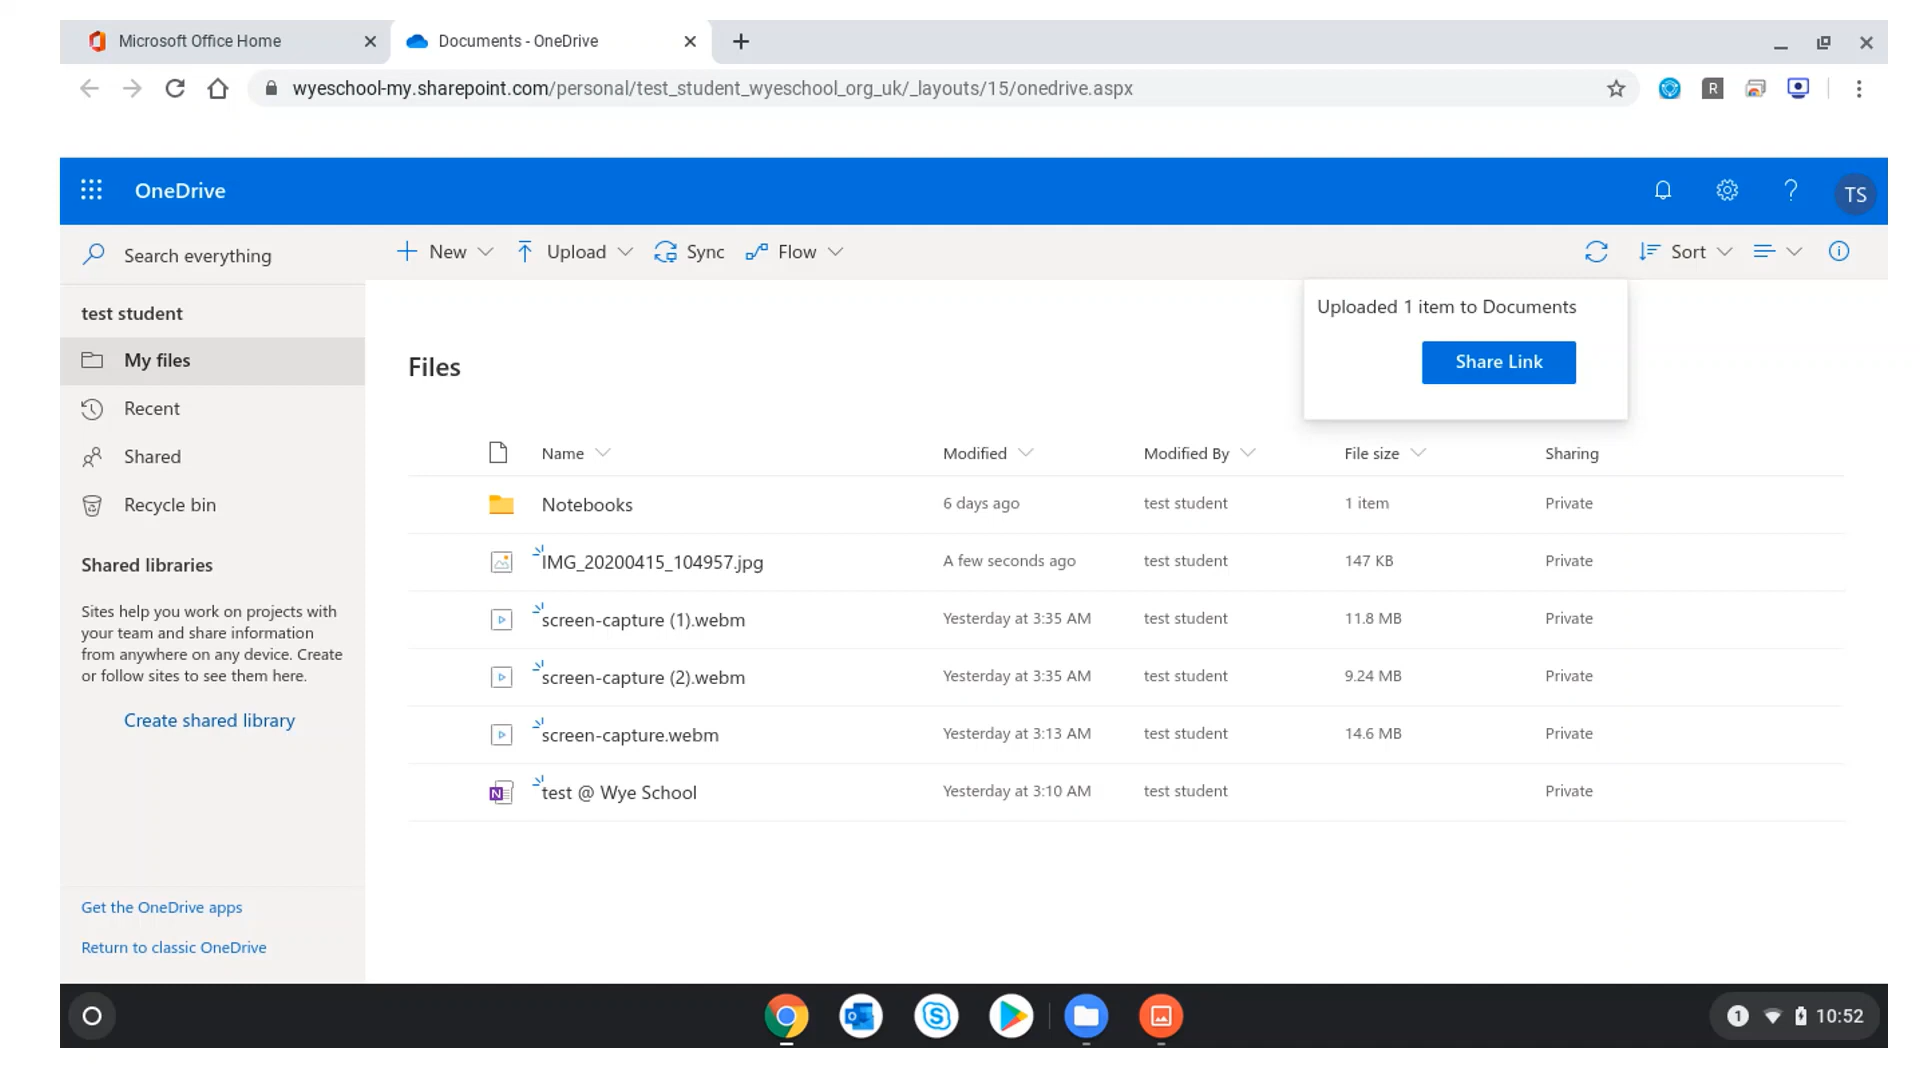 Microsoft Office Home
Documents - OneDrive
wyeschool-my.sharepoint.com/personal/test_student_wyeschool_org_uk/_layouts/15/onedrive.aspx
R
OneDrive
?
TS
Search everything
New
Upload
Sync
Flow
Sort
test student
My files
Recent
Shared
Recycle bin
Shared libraries
Sites help you work on projects with
your team and share information
from anywhere on any device. Create
or follow sites to see them here.
Create shared library
Get the OneDrive apps
Return to classic OneDrive
Uploaded 1 item to Documents
Share Link
Files
Name Modified Modified By File size Sharing
Notebooks 6 days ago test student 1 item Private
IMG_20200415_104957.jpg A few seconds ago test student 147 KB Private
screen-capture (1).webm Yesterday at 3:35 AM test student 11.8 MB Private
screen-capture (2).webm Yesterday at 3:35 AM test student 9.24 MB Private
screen-capture.webm Yesterday at 3:13 AM test student 14.6 MB Private
test @ Wye School Yesterday at 3:10 AM test student Private
1 10:52